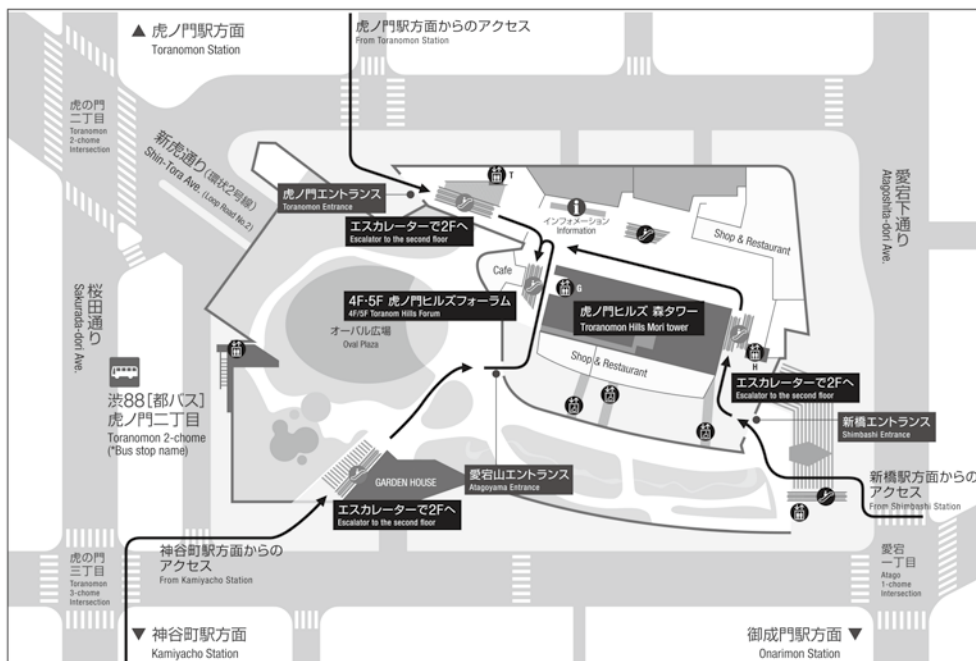 ▲ 虎ノ門駅方面
Toranomon Station
虎ノ門駅方面からのアクセス
From Toranomon Station
虎の門
二丁目
Toranomon
2-chome
Intersection
新虎通り(環状2号線)
Shin-Tora Ave. (Loop Road No.2)
虎ノ門エントランス
Toranomon Entrance
T
エスカレーターで2Fへ
Escalator to the second floor
インフォメーション
Information
Shop & Restaurant
愛宕下通り
Atagoshita-dori Ave.
桜田通り
Sakurada-dori Ave.
Cafe
G
4F・5F 虎ノ門ヒルズフォーラム
4F/5F Toranom Hills Forum
虎ノ門ヒルズ 森タワー
Troranomon Hills Mori tower
オーバル広場
Oval Plaza
Shop & Restaurant
H
エスカレーターで2Fへ
Escalator to the second floor
渋88[都バス]
虎ノ門二丁目
Toranomon 2-chome
(*Bus stop name)
新橋エントランス
Shimbashi Entrance
GARDEN HOUSE
愛宕山エントランス
Atagoyama Entrance
新橋駅方面からの
アクセス
From Shimbashi Station
エスカレーターで2Fへ
Escalator to the second floor
神谷町駅方面からの
アクセス
From Kamiyacho Station
虎の門
三丁目
Toranomon
3-chome
Intersection
愛宕
一丁目
Atago
1-chome
Intersection
▼ 神谷町駅方面
Kamiyacho Station
御成門駅方面 ▼
Onarimon Station